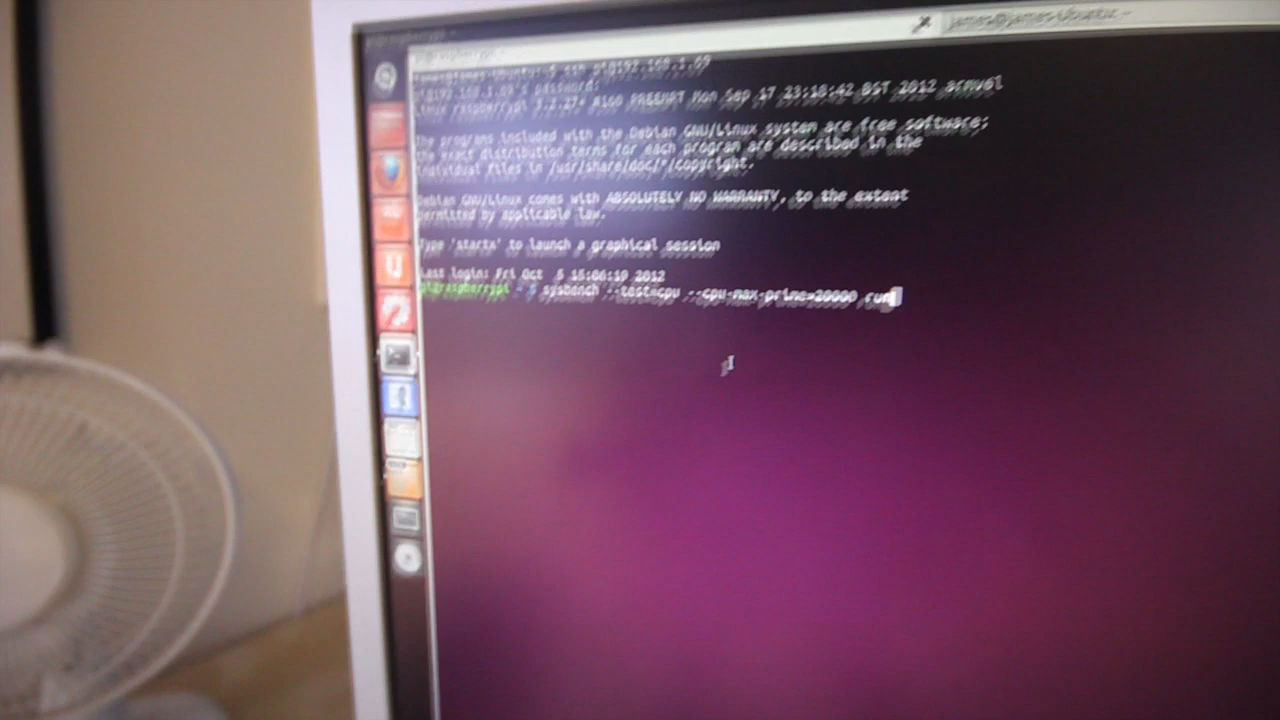 james@james-Ubuntu: ~
pi@raspberrypi ~
james@james-Ubuntu:~$ ssh pi@192.168.1.69
pi@192.168.1.69's password:
Linux raspberrypi 3.2.27+ #160 PREEMPT Mon Sep 17 23:18:42 BST 2012 armv6l
The programs included with the Debian GNU/Linux system are free software;
the exact distribution terms for each program are described in the
individual files in /usr/share/doc/*/copyright.
Debian GNU/Linux comes with ABSOLUTELY NO WARRANTY, to the extent
permitted by applicable law.
Type 'startx' to launch a graphical session
Last login: Fri Oct 5 15:06:19 2012
pi@raspberrypi ~ $ sysbench --test=cpu --cpu-max-prime=20000 run